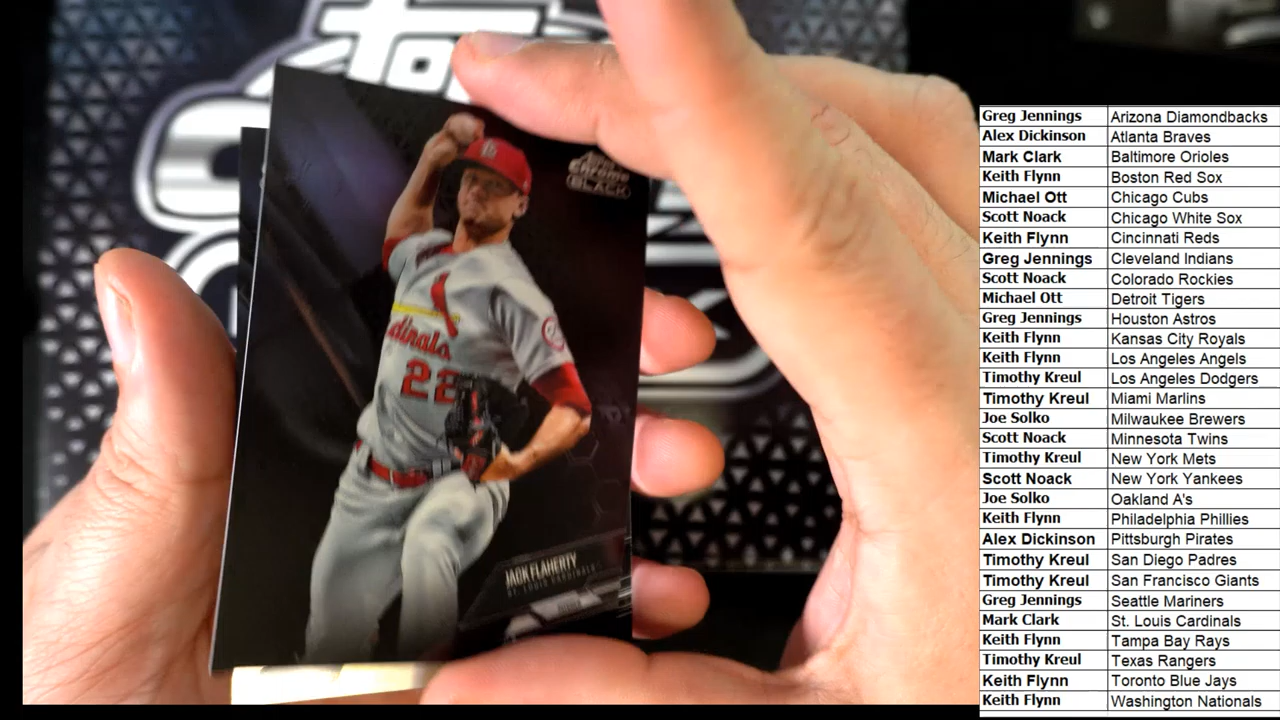 Topps
Chrome
BLACK
Cardinals
22
JACK FLAHERTY
ST. LOUIS CARDINALS
Greg Jennings Arizona Diamondbacks
Alex Dickinson Atlanta Braves
Mark Clark Baltimore Orioles
Keith Flynn Boston Red Sox
Michael Ott Chicago Cubs
Scott Noack Chicago White Sox
Keith Flynn Cincinnati Reds
Greg Jennings Cleveland Indians
Scott Noack Colorado Rockies
Michael Ott Detroit Tigers
Greg Jennings Houston Astros
Keith Flynn Kansas City Royals
Keith Flynn Los Angeles Angels
Timothy Kreul Los Angeles Dodgers
Timothy Kreul Miami Marlins
Joe Solko Milwaukee Brewers
Scott Noack Minnesota Twins
Timothy Kreul New York Mets
Scott Noack New York Yankees
Joe Solko Oakland A's
Keith Flynn Philadelphia Phillies
Alex Dickinson Pittsburgh Pirates
Timothy Kreul San Diego Padres
Timothy Kreul San Francisco Giants
Greg Jennings Seattle Mariners
Mark Clark St. Louis Cardinals
Keith Flynn Tampa Bay Rays
Timothy Kreul Texas Rangers
Keith Flynn Toronto Blue Jays
Keith Flynn Washington Nationals